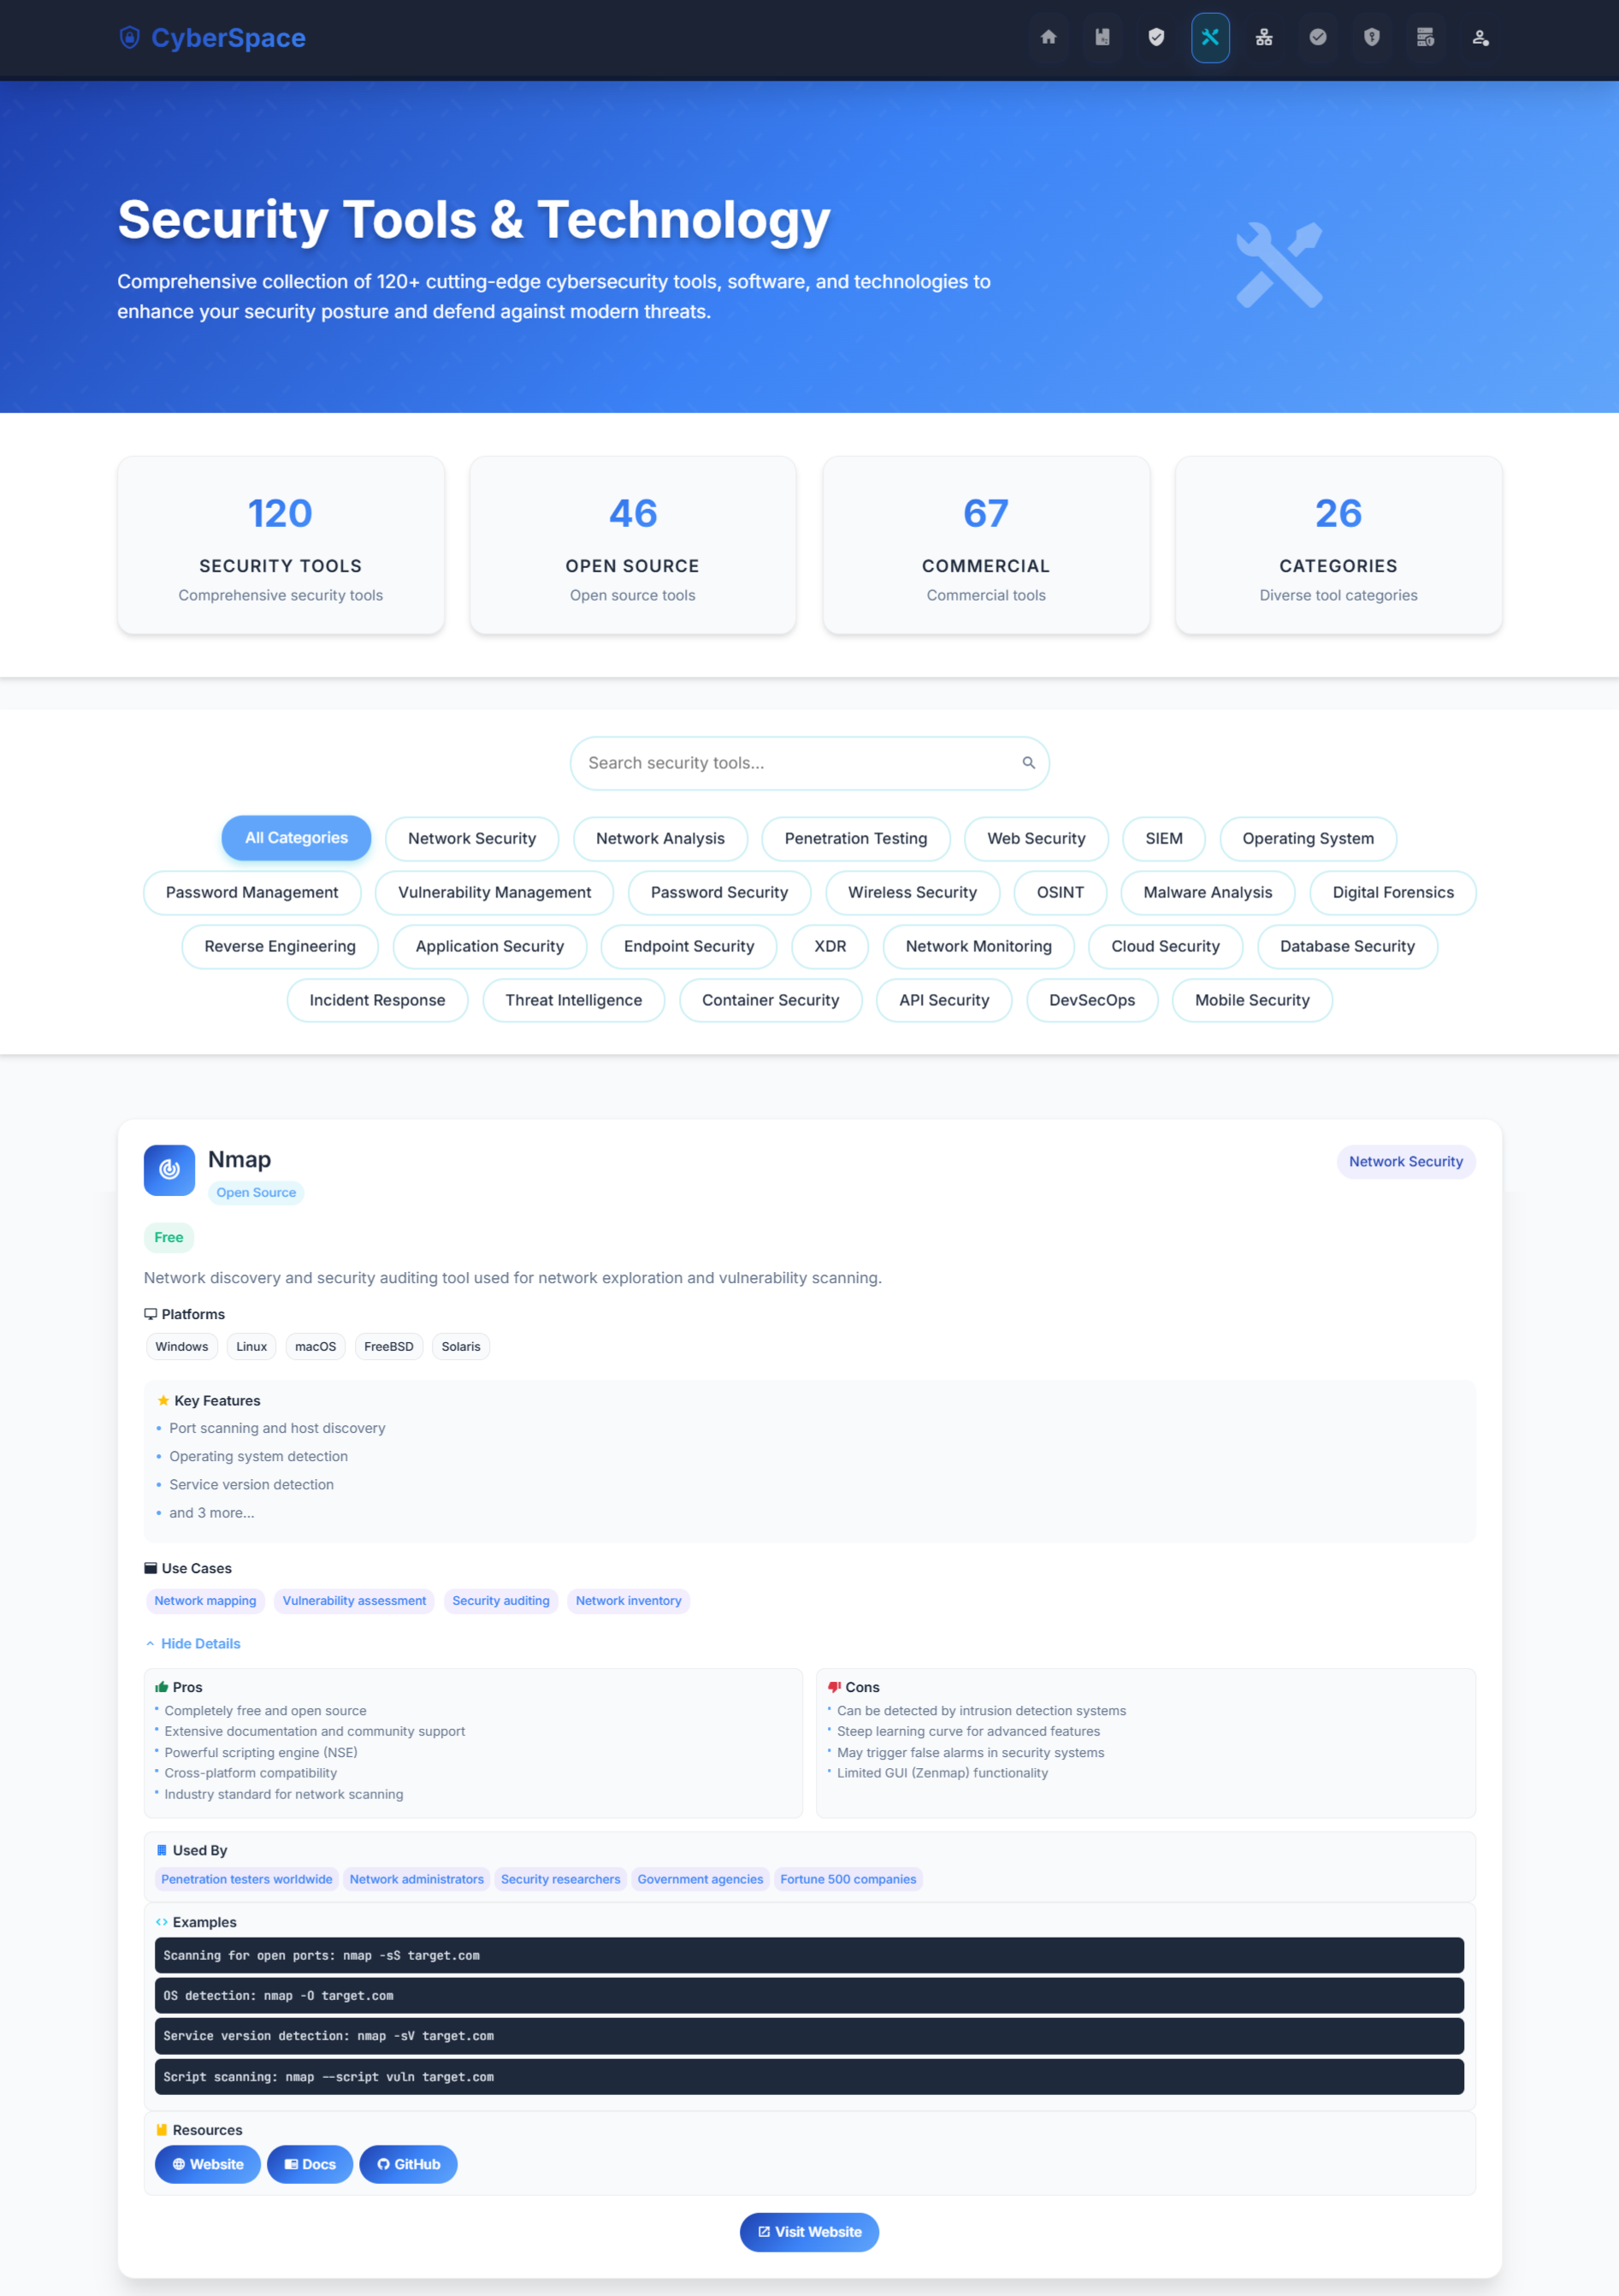 CyberSpace
Security Tools & Technology
Comprehensive collection of 120+ cutting-edge cybersecurity tools, software, and technologies to
enhance your security posture and defend against modern threats.
120
SECURITY TOOLS
Comprehensive security tools
46
OPEN SOURCE
Open source tools
67
COMMERCIAL
Commercial tools
26
CATEGORIES
Diverse tool categories
Search security tools...
All Categories Network Security Network Analysis Penetration Testing Web Security SIEM Operating System
Password Management Vulnerability Management Password Security Wireless Security OSINT Malware Analysis Digital Forensics
Reverse Engineering Application Security Endpoint Security XDR Network Monitoring Cloud Security Database Security
Incident Response Threat Intelligence Container Security API Security DevSecOps Mobile Security
Nmap
Open Source
Network Security
Free
Network discovery and security auditing tool used for network exploration and vulnerability scanning.
Platforms
Windows Linux macOS FreeBSD Solaris
Key Features
• Port scanning and host discovery
• Operating system detection
• Service version detection
• and 3 more...
Use Cases
Network mapping Vulnerability assessment Security auditing Network inventory
Hide Details
Pros
• Completely free and open source
• Extensive documentation and community support
• Powerful scripting engine (NSE)
• Cross-platform compatibility
• Industry standard for network scanning
Cons
• Can be detected by intrusion detection systems
• Steep learning curve for advanced features
• May trigger false alarms in security systems
• Limited GUI (Zenmap) functionality
Used By
Penetration testers worldwide Network administrators Security researchers Government agencies Fortune 500 companies
Examples
Scanning for open ports: nmap -sS target.com
OS detection: nmap -O target.com
Service version detection: nmap -sV target.com
Script scanning: nmap --script vuln target.com
Resources
Website Docs GitHub
Visit Website